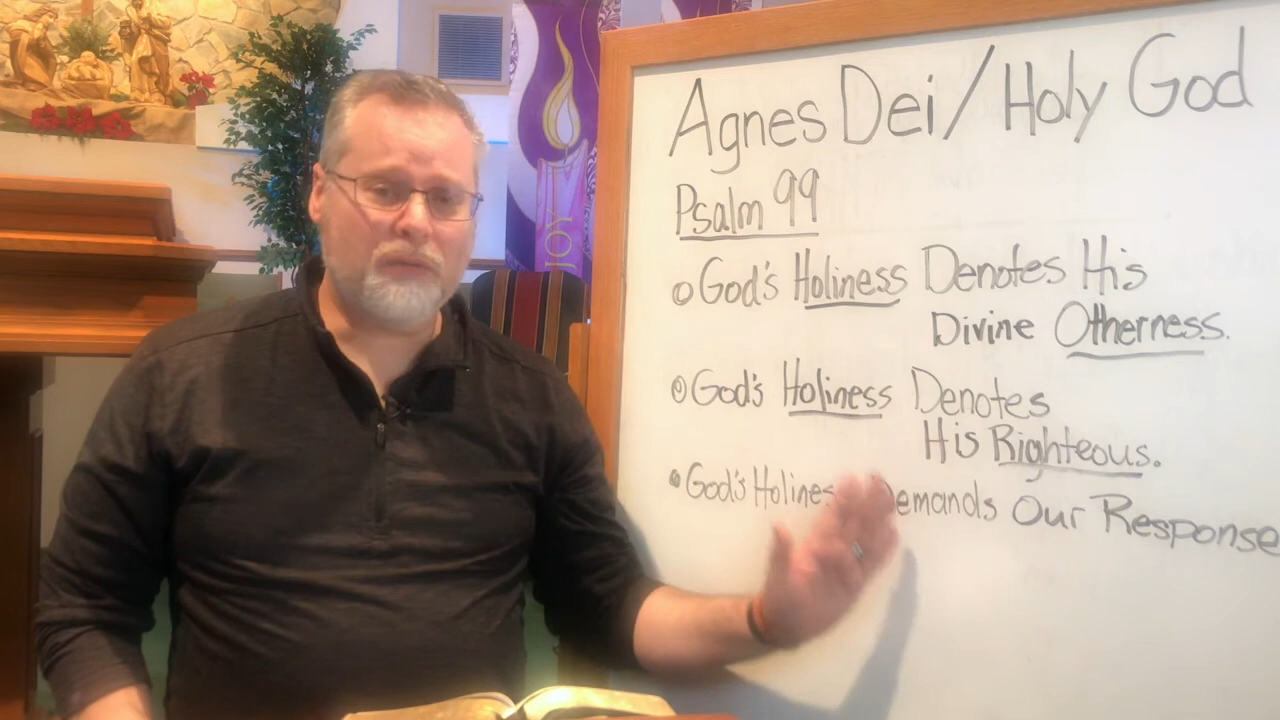 Agnes Dei / Holy God
Psalm 99
God's Holiness Denotes His
Divine Otherness.
God's Holiness Denotes
His Righteous.
God's Holines Demands Our Response